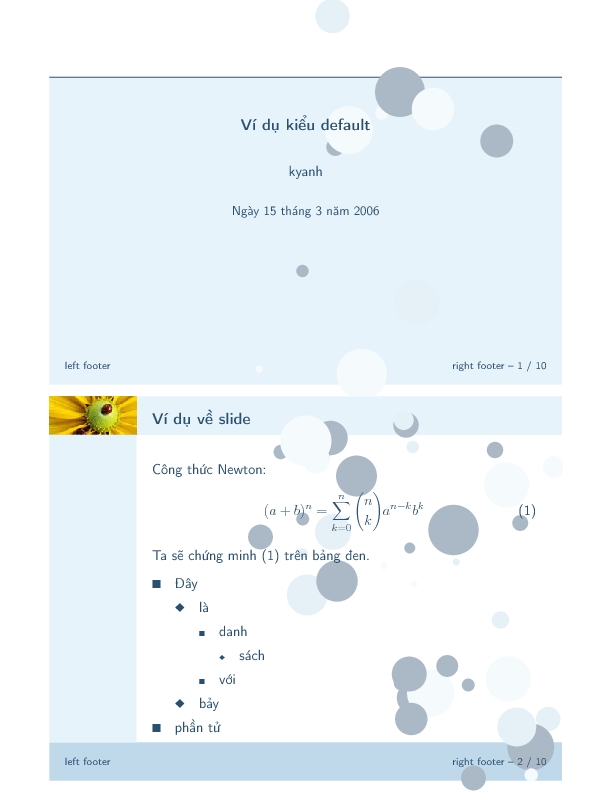 Ví dụ kiểu default
kyanh
Ngày 15 tháng 3 năm 2006
left footer
right footer – 1 / 10
Ví dụ về slide
Công thức Newton:
(a + b)^n = \sum_{k=0}^{n} \binom{n}{k} a^{n-k} b^k (1)
Ta sẽ chứng minh (1) trên bảng đen.
■ Đây
◆ là
■ danh
◆ sách
■ với
◆ bảy
■ phần tử
left footer
right footer – 2 / 10